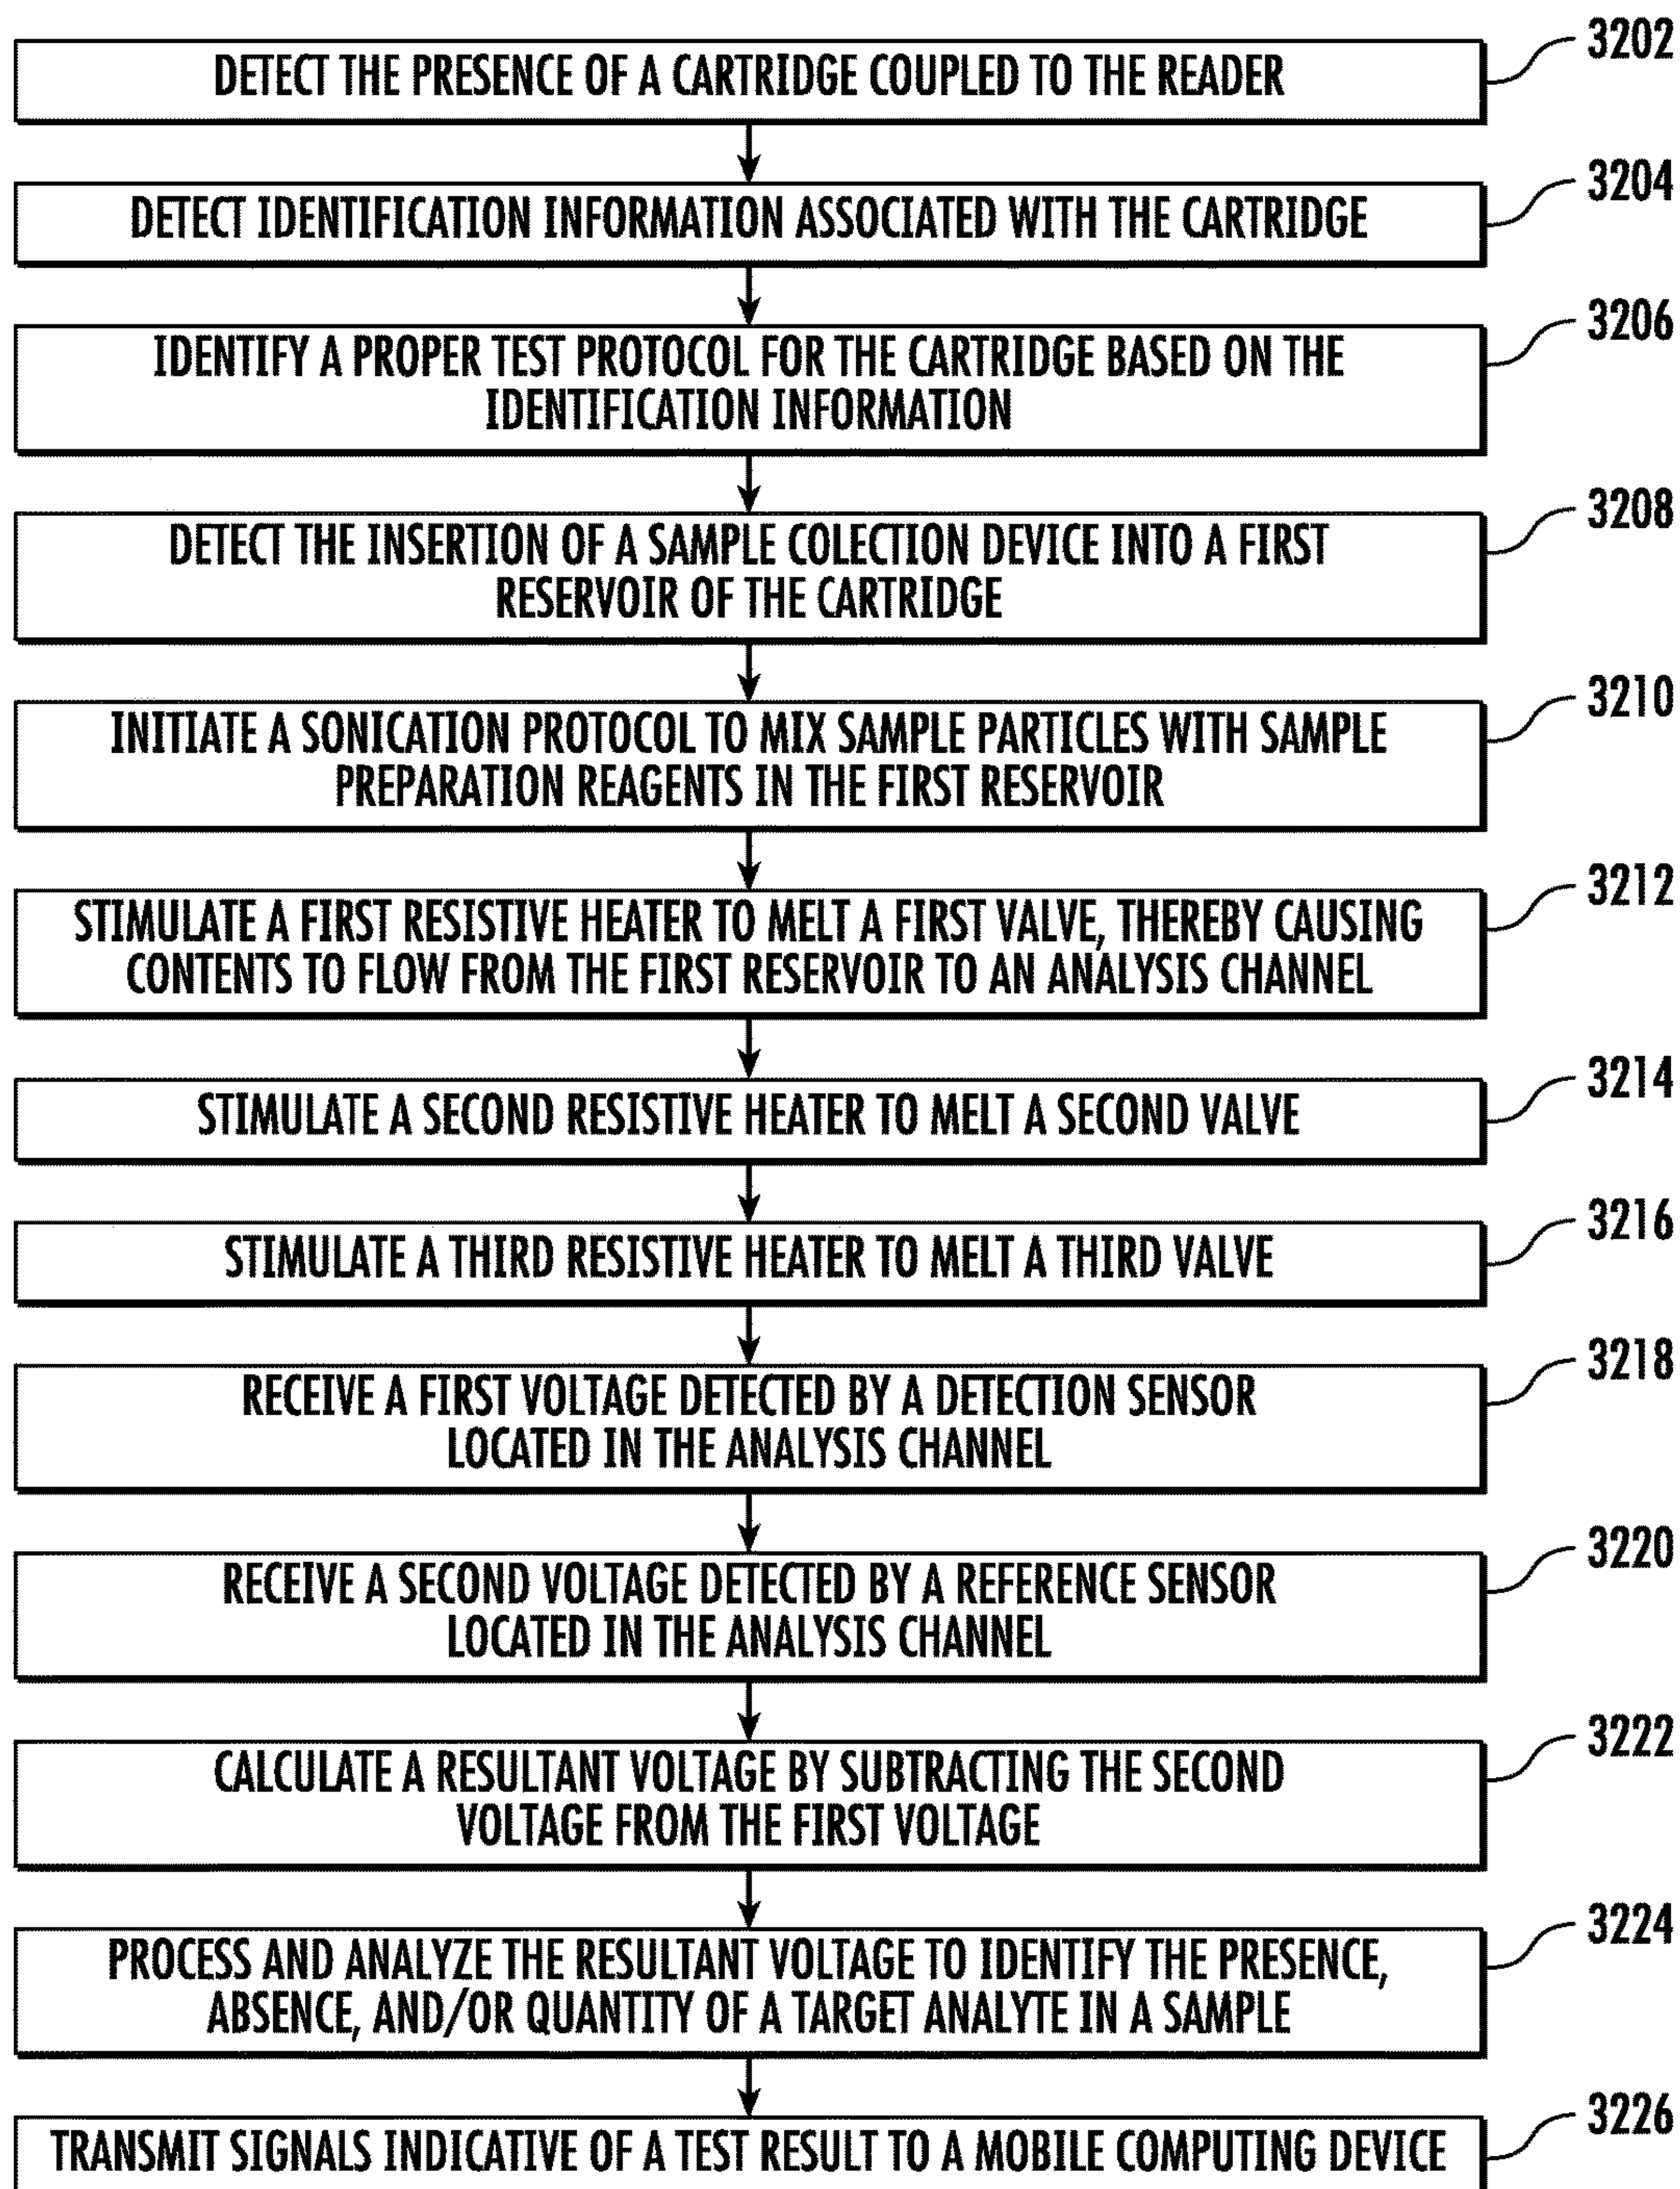 3202
DETECT THE PRESENCE OF A CARTRIDGE COUPLED TO THE READER
3204
DETECT IDENTIFICATION INFORMATION ASSOCIATED WITH THE CARTRIDGE
3206
IDENTIFY A PROPER TEST PROTOCOL FOR THE CARTRIDGE BASED ON THE
IDENTIFICATION INFORMATION
3208
DETECT THE INSERTION OF A SAMPLE COLECTION DEVICE INTO A FIRST
RESERVOIR OF THE CARTRIDGE
3210
INITIATE A SONICATION PROTOCOL TO MIX SAMPLE PARTICLES WITH SAMPLE
PREPARATION REAGENTS IN THE FIRST RESERVOIR
3212
STIMULATE A FIRST RESISTIVE HEATER TO MELT A FIRST VALVE, THEREBY CAUSING
CONTENTS TO FLOW FROM THE FIRST RESERVOIR TO AN ANALYSIS CHANNEL
3214
STIMULATE A SECOND RESISTIVE HEATER TO MELT A SECOND VALVE
3216
STIMULATE A THIRD RESISTIVE HEATER TO MELT A THIRD VALVE
3218
RECEIVE A FIRST VOLTAGE DETECTED BY A DETECTION SENSOR
LOCATED IN THE ANALYSIS CHANNEL
3220
RECEIVE A SECOND VOLTAGE DETECTED BY A REFERENCE SENSOR
LOCATED IN THE ANALYSIS CHANNEL
3222
CALCULATE A RESULTANT VOLTAGE BY SUBTRACTING THE SECOND
VOLTAGE FROM THE FIRST VOLTAGE
3224
PROCESS AND ANALYZE THE RESULTANT VOLTAGE TO IDENTIFY THE PRESENCE,
ABSENCE, AND/OR QUANTITY OF A TARGET ANALYTE IN A SAMPLE
3226
TRANSMIT SIGNALS INDICATIVE OF A TEST RESULT TO A MOBILE COMPUTING DEVICE